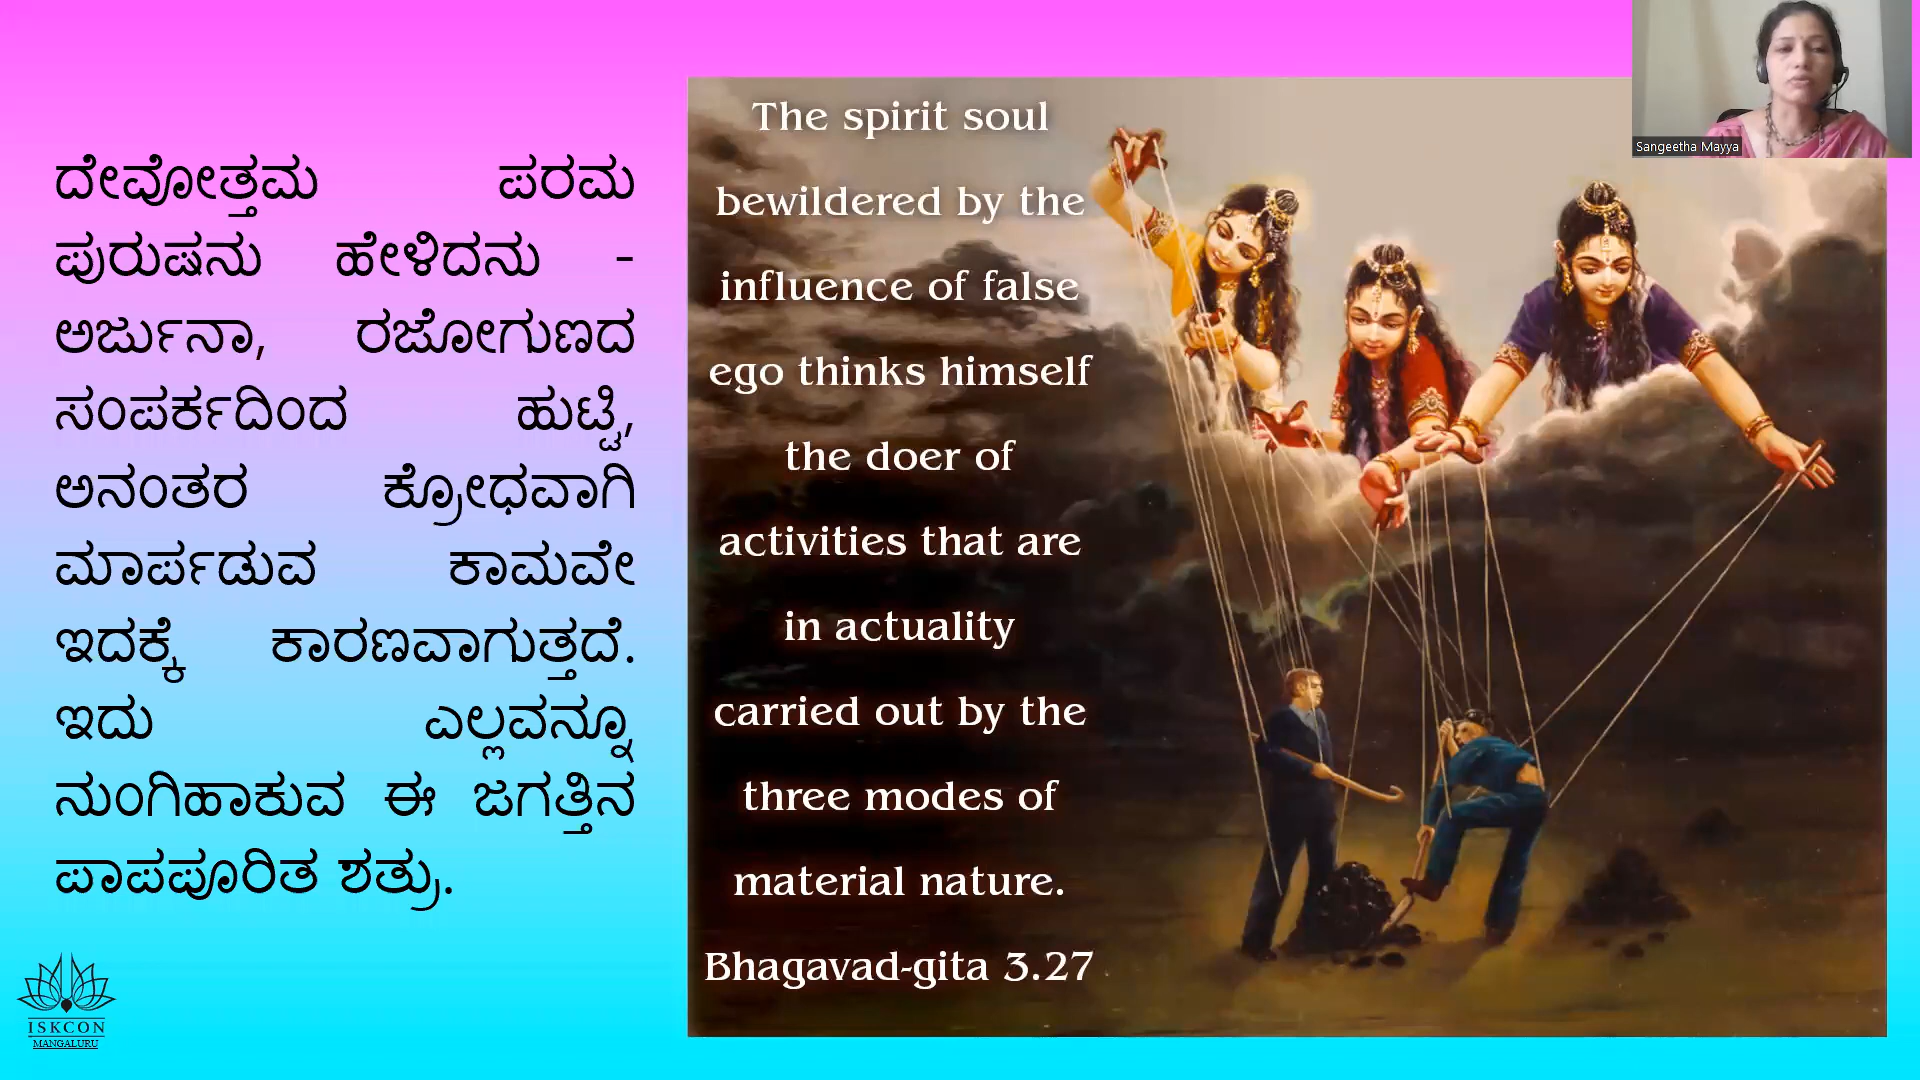 ದೇವೋತ್ತಮ ಪರಮ
ಪುರುಷನು ಹೇಳಿದನು -
ಅರ್ಜುನಾ, ರಜೋಗುಣದ
ಸಂಪರ್ಕದಿಂದ ಹುಟ್ಟಿ,
ಅನಂತರ ಕ್ರೋಧವಾಗಿ
ಮಾರ್ಪಡುವ ಕಾಮವೇ
ಇದಕ್ಕೆ ಕಾರಣವಾಗುತ್ತದೆ.
ಇದು ಎಲ್ಲವನ್ನೂ
ನುಂಗಿಹಾಕುವ ಈ ಜಗತ್ತಿನ
ಪಾಪಪೂರಿತ ಶತ್ರು.
The spirit soul
bewildered by the
influence of false
ego thinks himself
the doer of
activities that are
in actuality
carried out by the
three modes of
material nature.
Bhagavad-gita 3.27
Sangeetha Mayya
ISKCON
MANGALURU